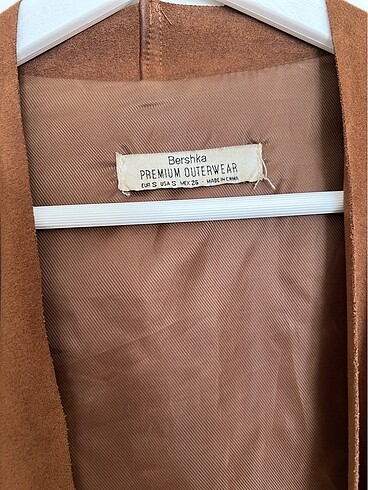 Bershka
PREMIUM OUTERWEAR
EUR S USA S MEX 26 - MADE IN CHINA